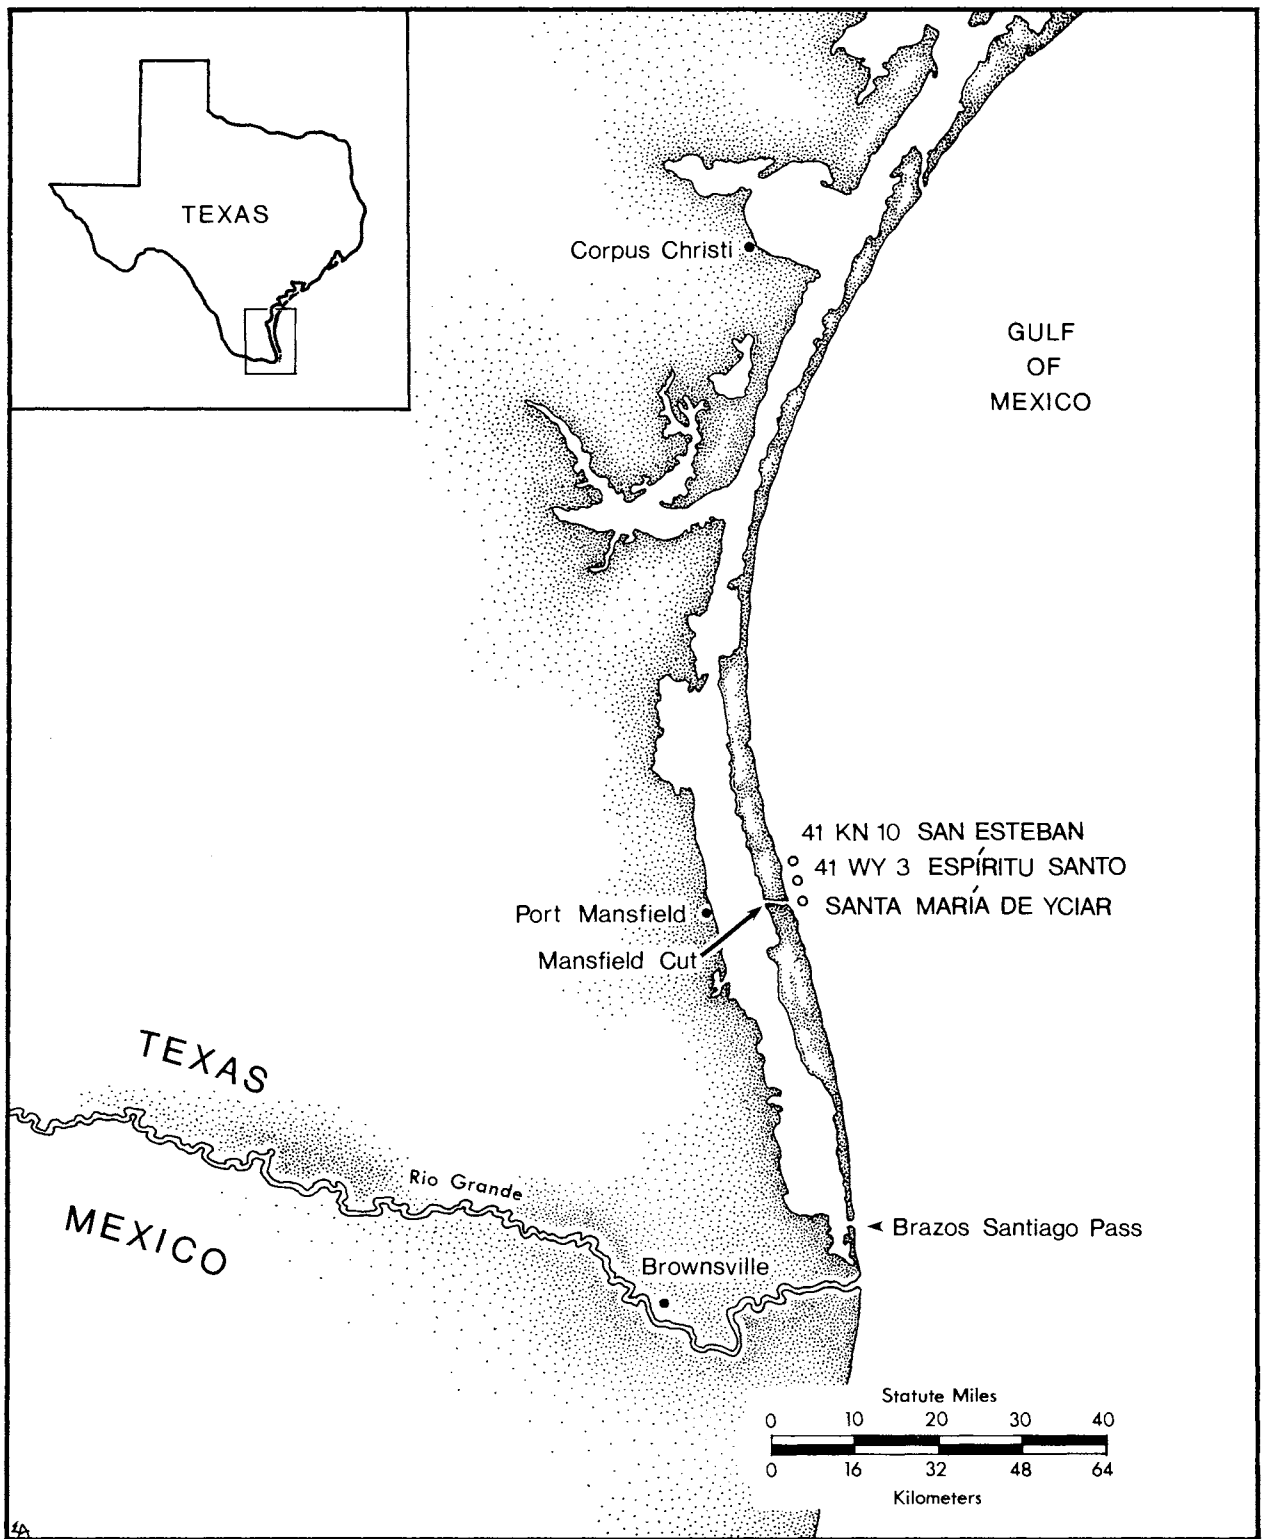 TEXAS
Corpus Christi
GULF
OF
MEXICO
41 KN 10 SAN ESTEBAN
41 WY 3 ESPÍRITU SANTO
SANTA MARÍA DE YCIAR
Port Mansfield
Mansfield Cut
TEXAS
Rio Grande
MEXICO
Brazos Santiago Pass
Brownsville
Statute Miles
0 10 20 30 40
0 16 32 48 64
Kilometers